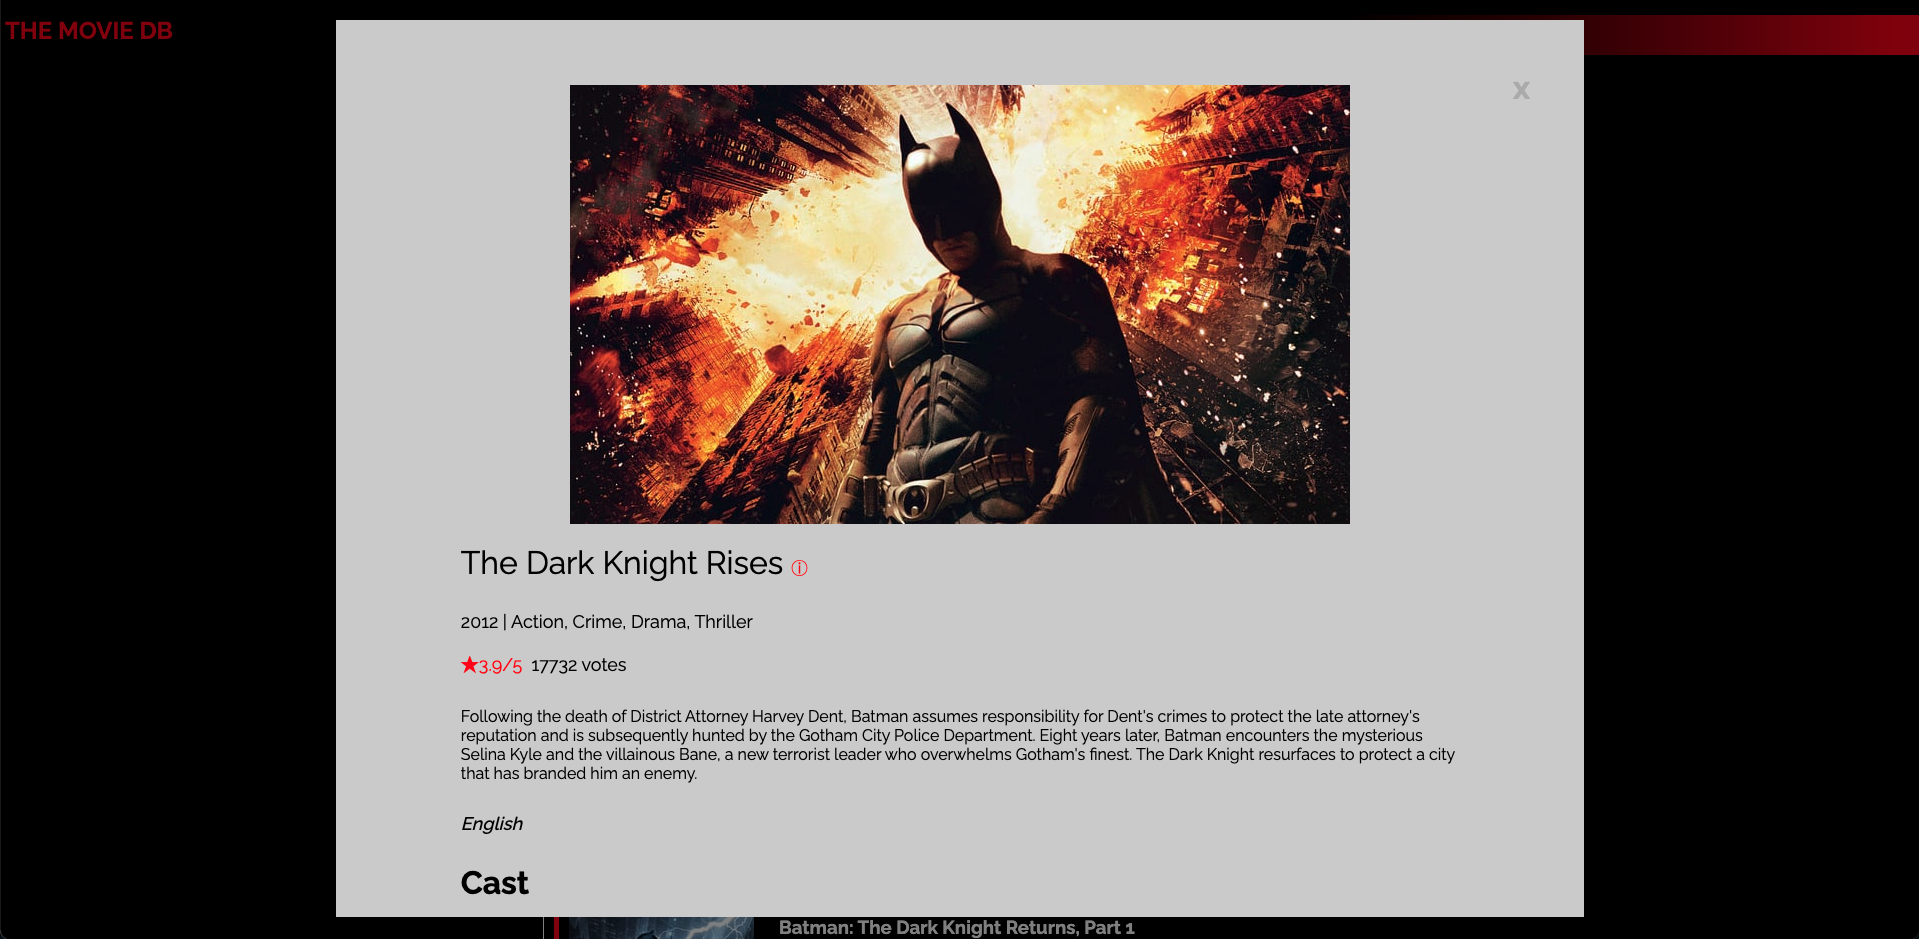 THE MOVIE DB
X
The Dark Knight Rises ⓘ
2012 | Action, Crime, Drama, Thriller
★3.9/5 17732 votes
Following the death of District Attorney Harvey Dent, Batman assumes responsibility for Dent's crimes to protect the late attorney's
reputation and is subsequently hunted by the Gotham City Police Department. Eight years later, Batman encounters the mysterious
Selina Kyle and the villainous Bane, a new terrorist leader who overwhelms Gotham's finest. The Dark Knight resurfaces to protect a city
that has branded him an enemy.
English
Cast
Batman: The Dark Knight Returns, Part 1